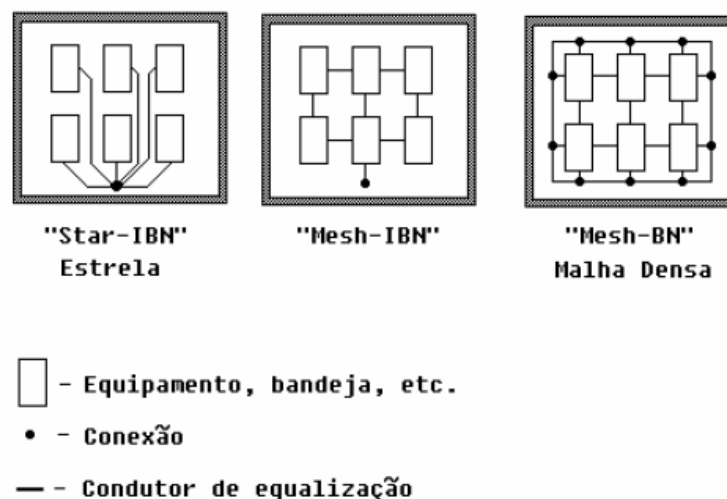 "Star-IBN"
Estrela
"Mesh-IBN"
"Mesh-BN"
Malha Densa
- Equipamento, bandeja, etc.
- Conexão
- Condutor de equalização